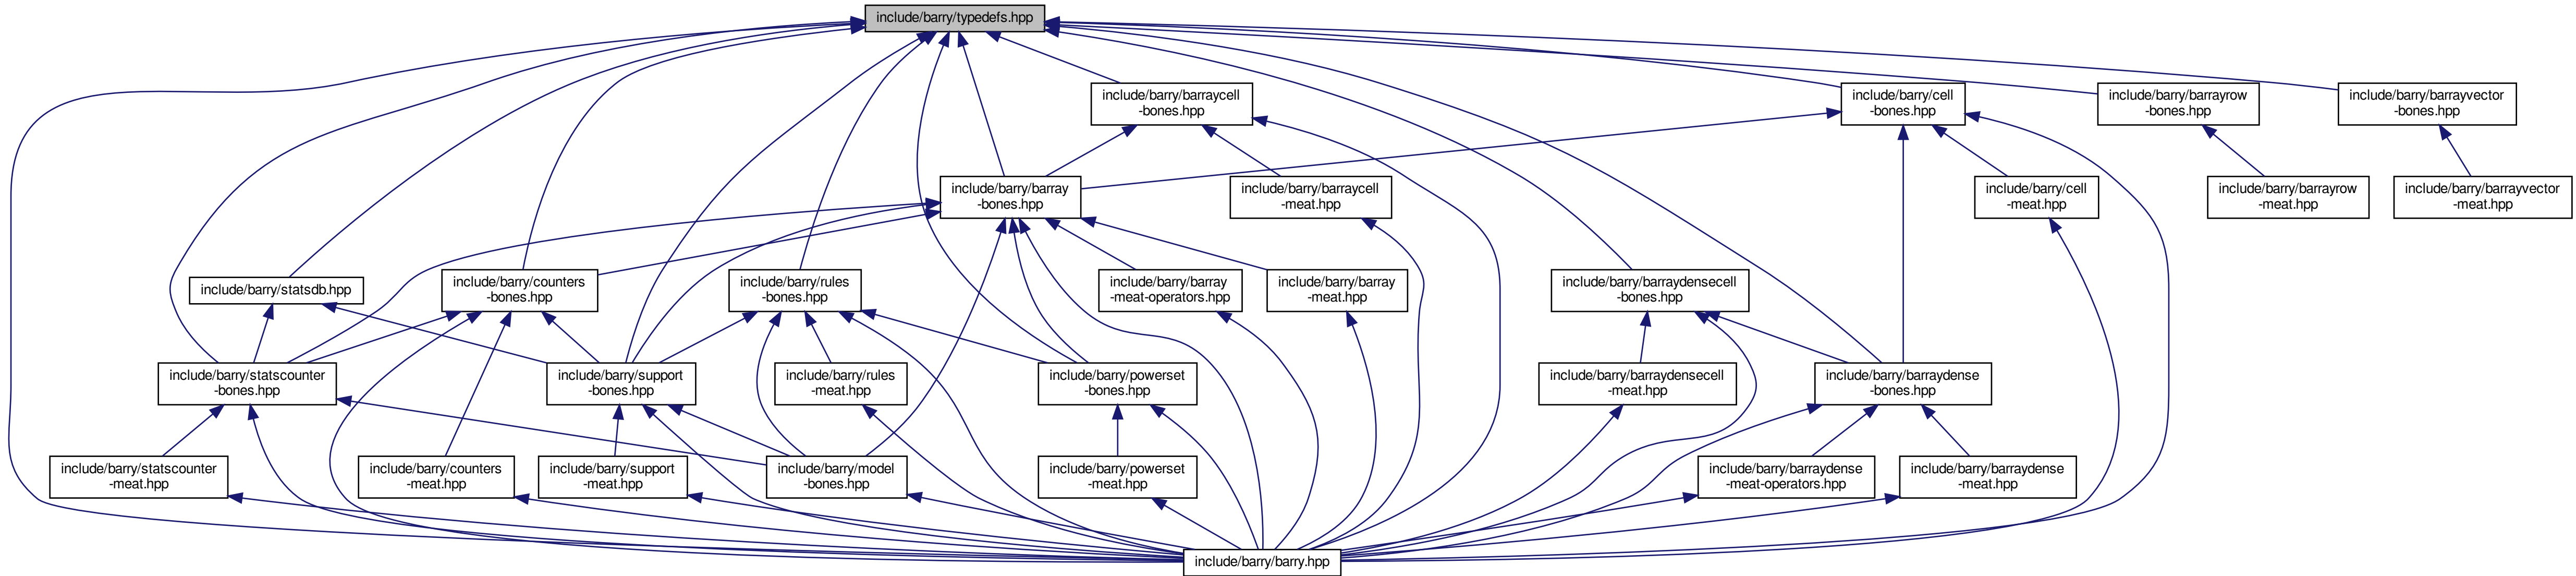 include/barry/typedefs.hpp
include/barry/barraycell
-bones.hpp
include/barry/cell
-bones.hpp
include/barry/barrayrow
-bones.hpp
include/barry/barrayvector
-bones.hpp
include/barry/barray
-bones.hpp
include/barry/barraycell
-meat.hpp
include/barry/cell
-meat.hpp
include/barry/barrayrow
-meat.hpp
include/barry/barrayvector
-meat.hpp
include/barry/statsdb.hpp
include/barry/counters
-bones.hpp
include/barry/rules
-bones.hpp
include/barry/barray
-meat-operators.hpp
include/barry/barray
-meat.hpp
include/barry/barraydensecell
-bones.hpp
include/barry/statscounter
-bones.hpp
include/barry/support
-bones.hpp
include/barry/rules
-meat.hpp
include/barry/powerset
-bones.hpp
include/barry/barraydensecell
-meat.hpp
include/barry/barraydense
-bones.hpp
include/barry/statscounter
-meat.hpp
include/barry/counters
-meat.hpp
include/barry/support
-meat.hpp
include/barry/model
-bones.hpp
include/barry/powerset
-meat.hpp
include/barry/barraydense
-meat-operators.hpp
include/barry/barraydense
-meat.hpp
include/barry/barry.hpp